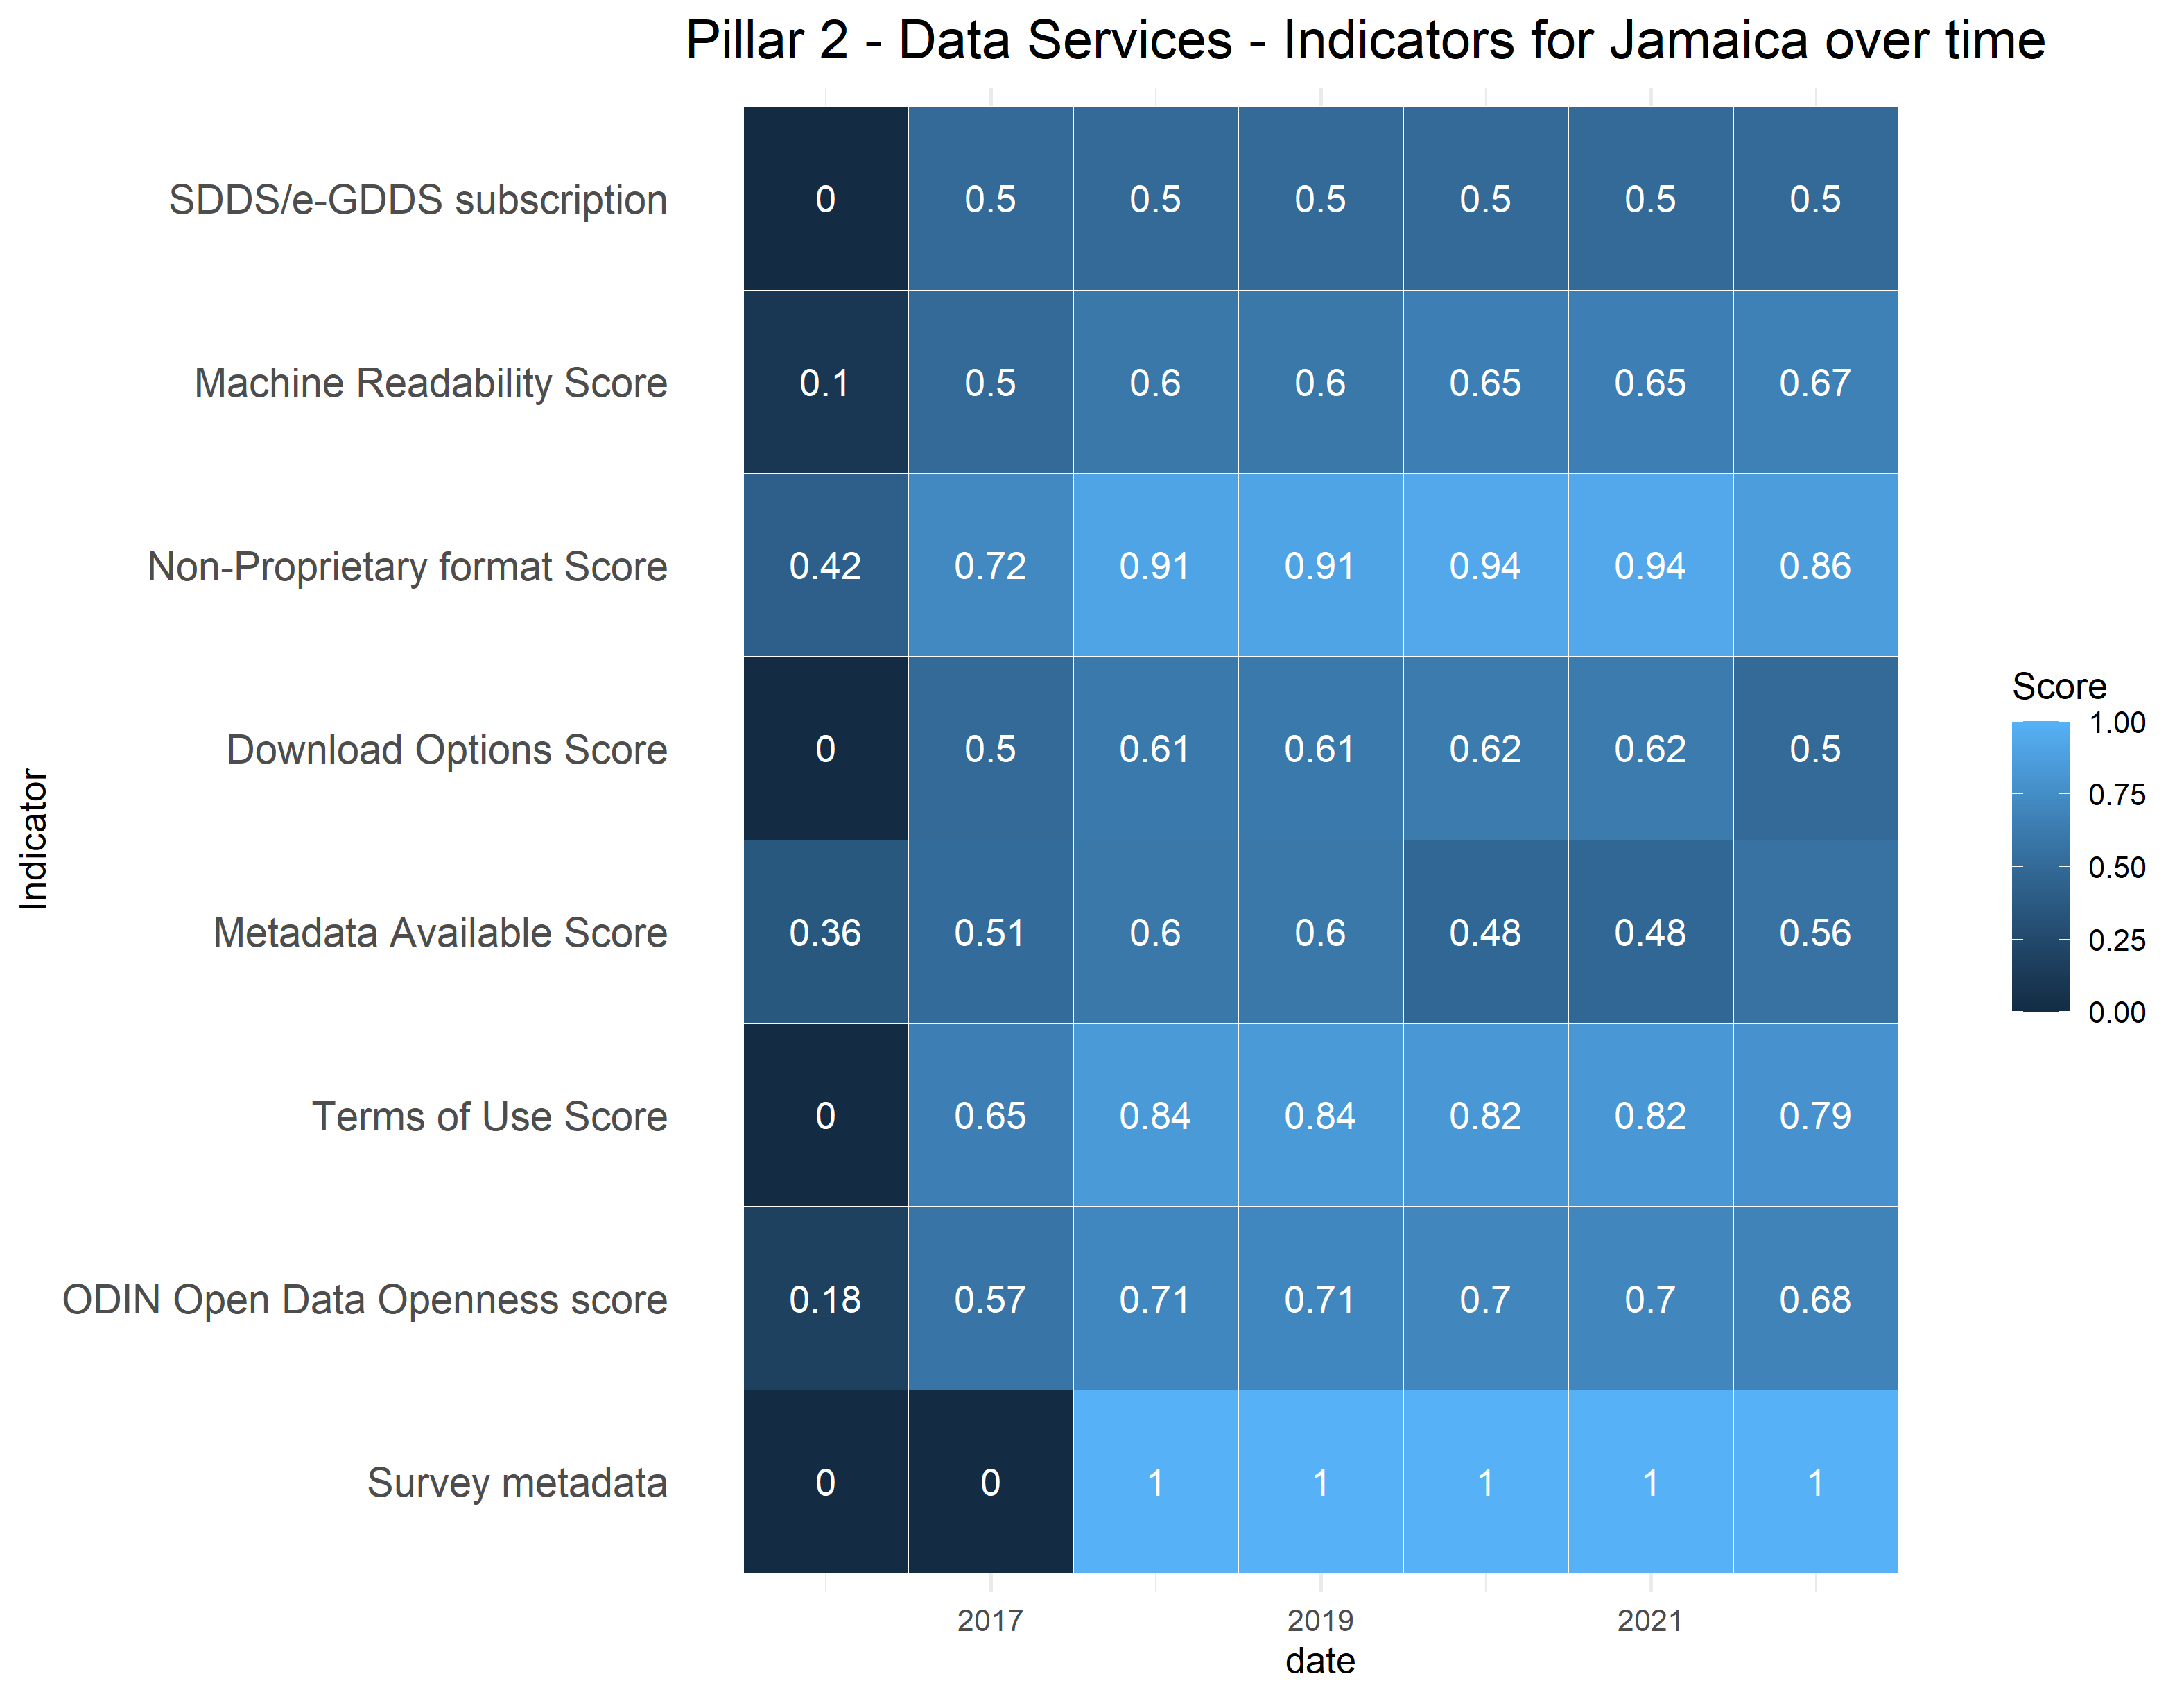 Pillar 2 - Data Services - Indicators for Jamaica over time
Indicator
SDDS/e-GDDS subscription 0 0.5 0.5 0.5 0.5 0.5 0.5
Machine Readability Score 0.1 0.5 0.6 0.6 0.65 0.65 0.67
Non-Proprietary format Score 0.42 0.72 0.91 0.91 0.94 0.94 0.86
Download Options Score 0 0.5 0.61 0.61 0.62 0.62 0.5
Metadata Available Score 0.36 0.51 0.6 0.6 0.48 0.48 0.56
Terms of Use Score 0 0.65 0.84 0.84 0.82 0.82 0.79
ODIN Open Data Openness score 0.18 0.57 0.71 0.71 0.7 0.7 0.68
Survey metadata 0 0 1 1 1 1 1
2017 2019 2021
date
Score
1.00
0.75
0.50
0.25
0.00